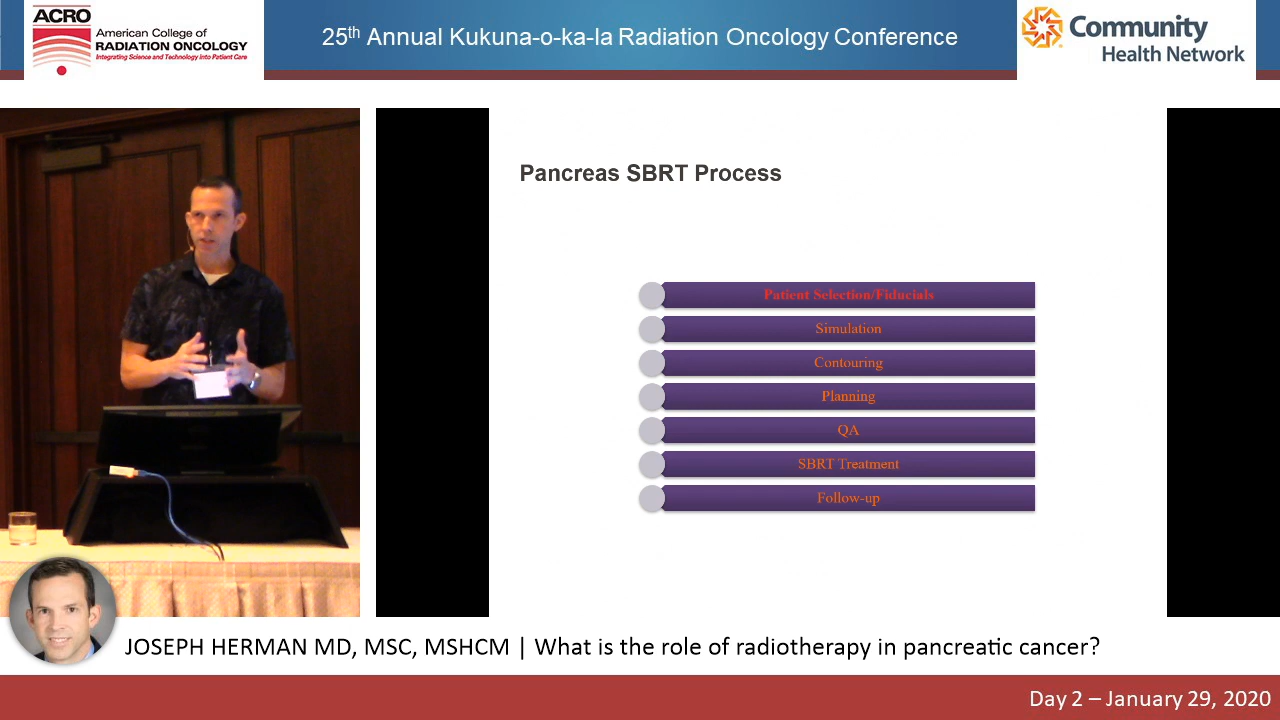 ACRO
American College of
RADIATION ONCOLOGY
Integrating Science and Technology Into Patient Care
25th Annual Kukuna-o-ka-la Radiation Oncology Conference
Community
Health Network
Pancreas SBRT Process
Patient Selection/Fiducials
Simulation
Contouring
Planning
QA
SBRT Treatment
Follow-up
JOSEPH HERMAN MD, MSC, MSHCM | What is the role of radiotherapy in pancreatic cancer?
Day 2 – January 29, 2020